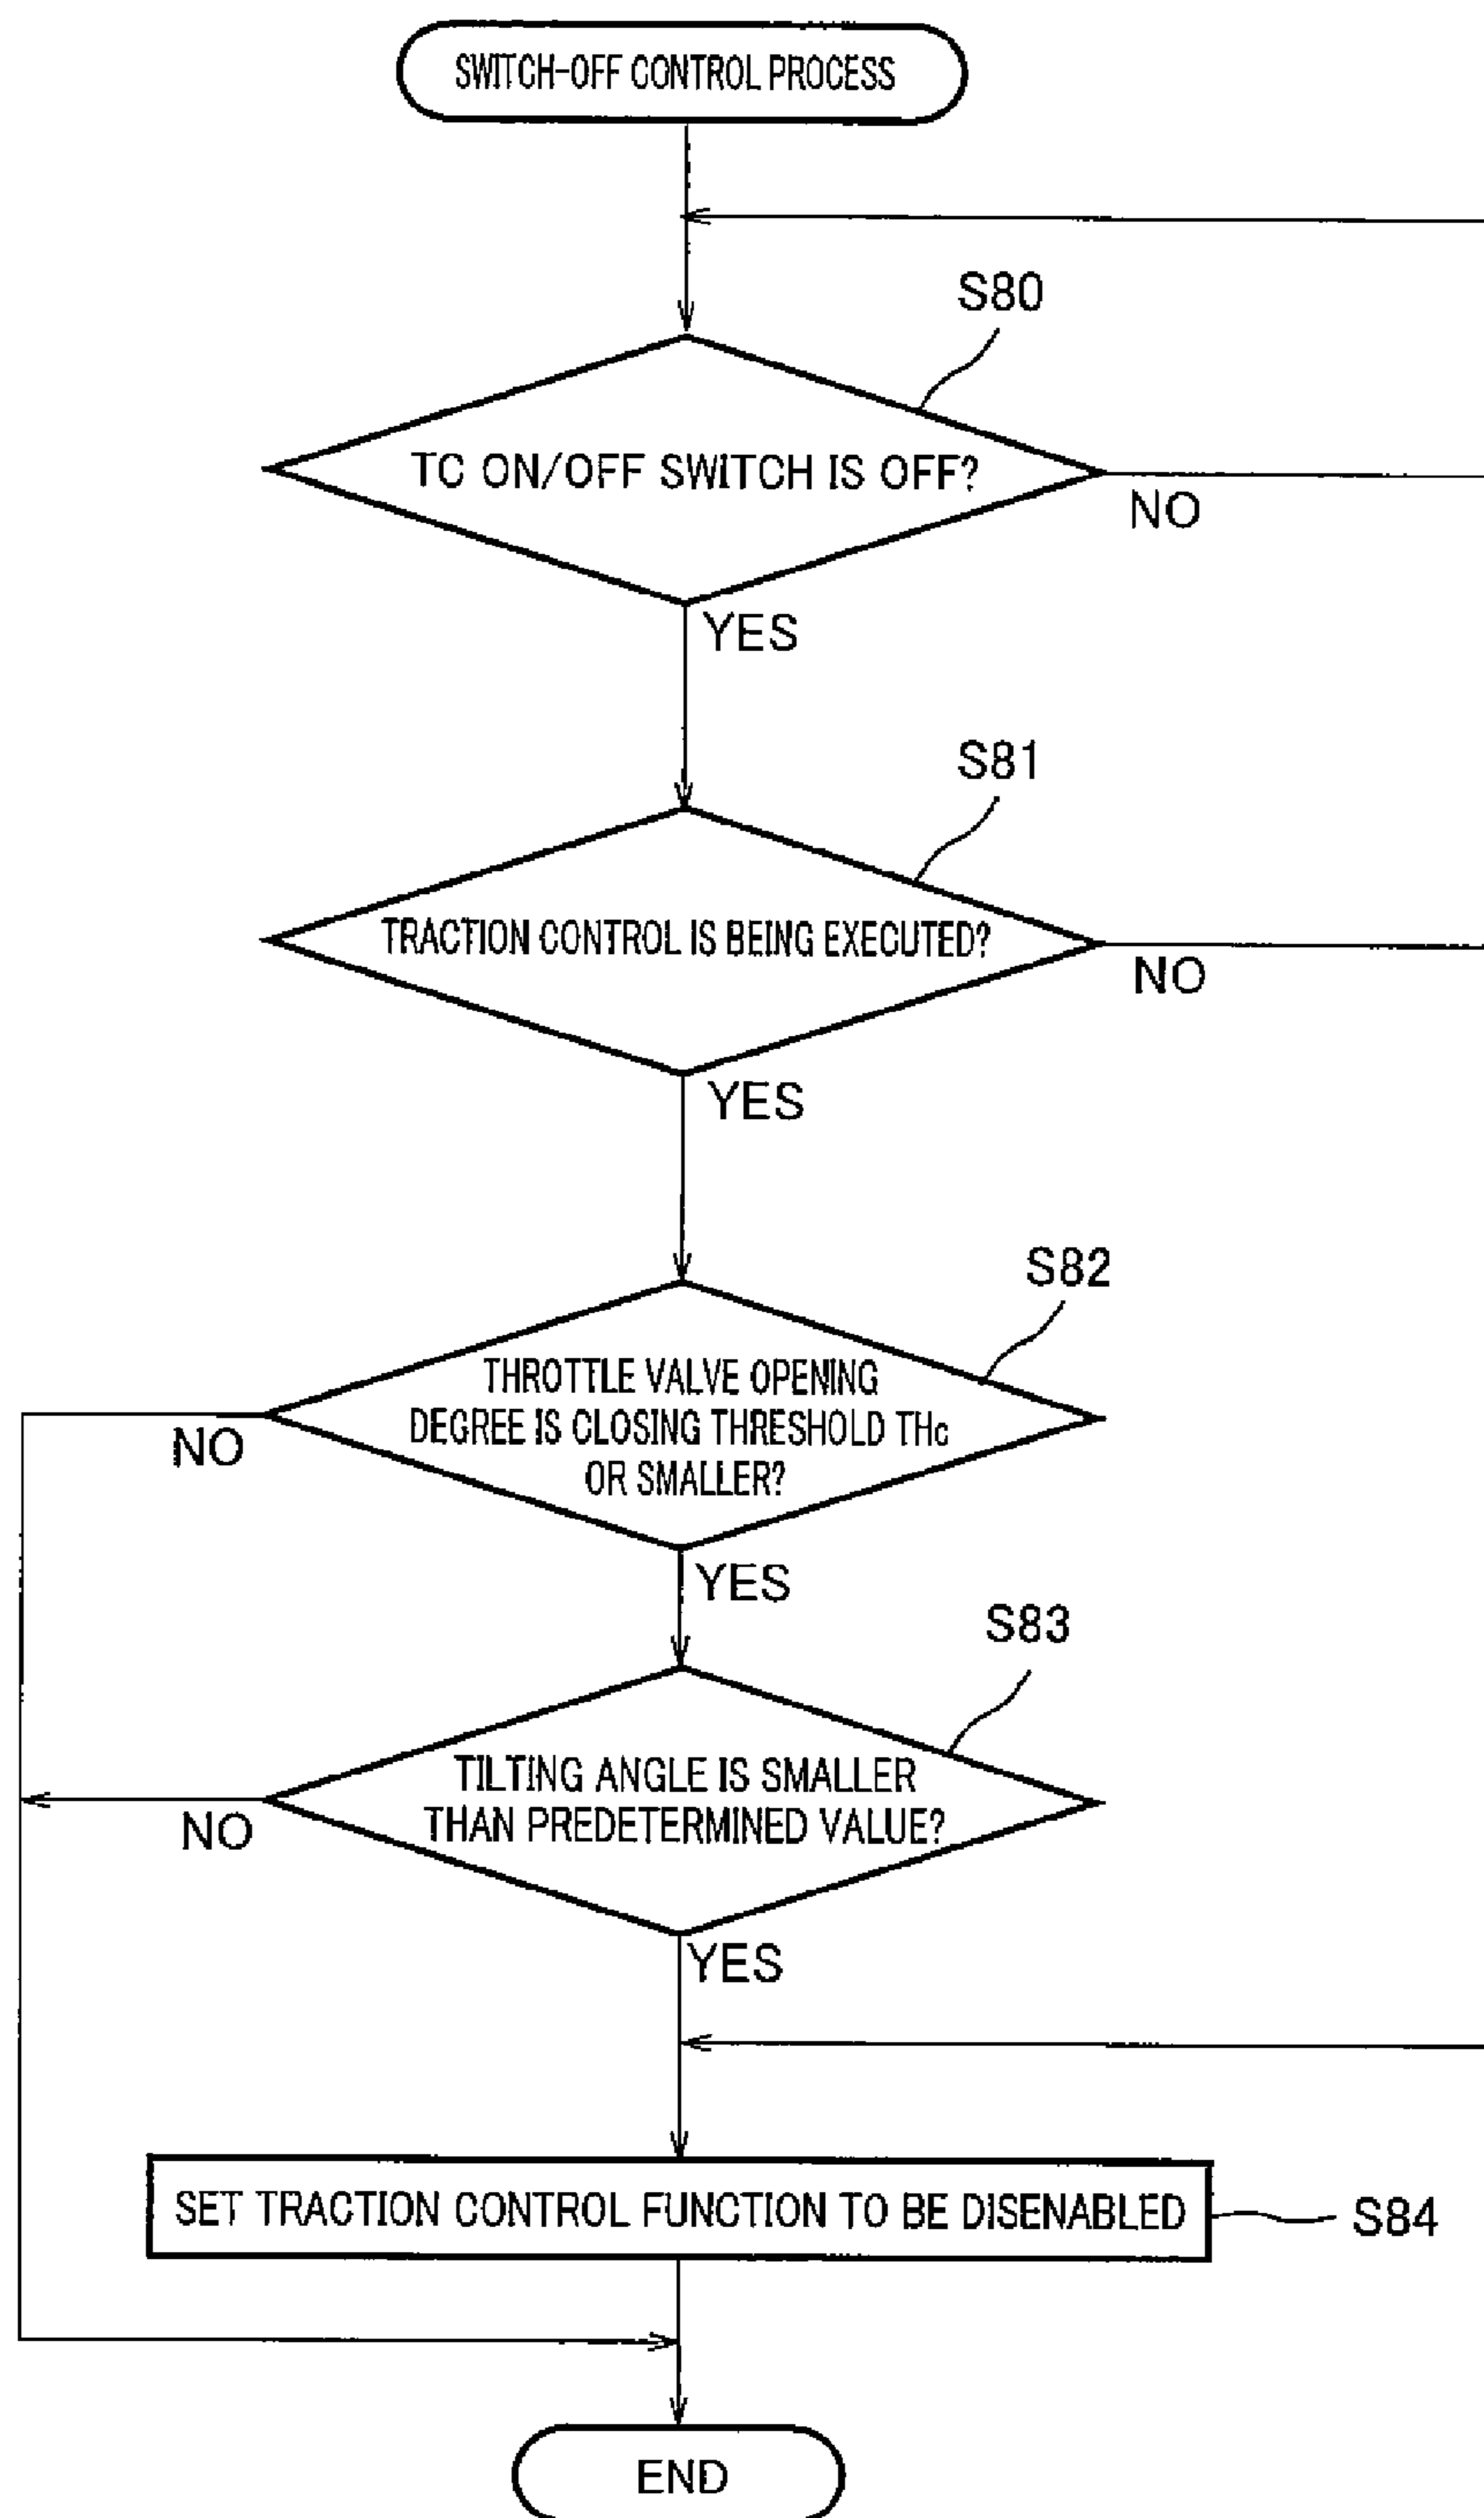 SWITCH-OFF CONTROL PROCESS
S80
TC ON/OFF SWITCH IS OFF?
NO
YES
S81
TRACTION CONTROL IS BEING EXECUTED?
NO
YES
S82
THROTTLE VALVE OPENING
DEGREE IS CLOSING THRESHOLD THc
OR SMALLER?
NO
YES
S83
TILTING ANGLE IS SMALLER
THAN PREDETERMINED VALUE?
NO
YES
SET TRACTION CONTROL FUNCTION TO BE DISENABLED
S84
END